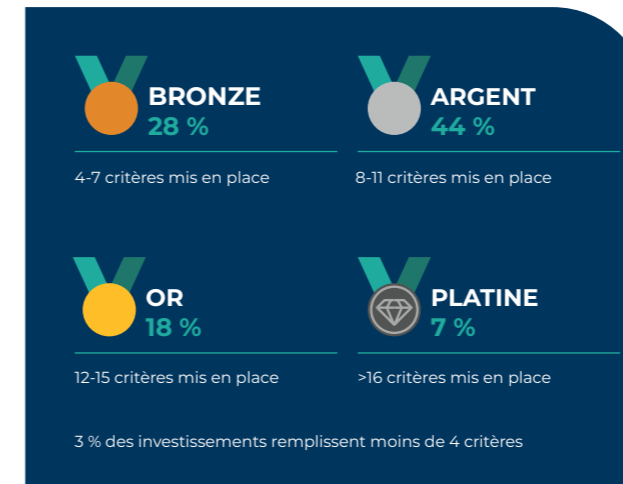 BRONZE
28 %
4-7 critères mis en place
ARGENT
44 %
8-11 critères mis en place
OR
18 %
12-15 critères mis en place
PLATINE
7 %
>16 critères mis en place
3 % des investissements remplissent moins de 4 critères